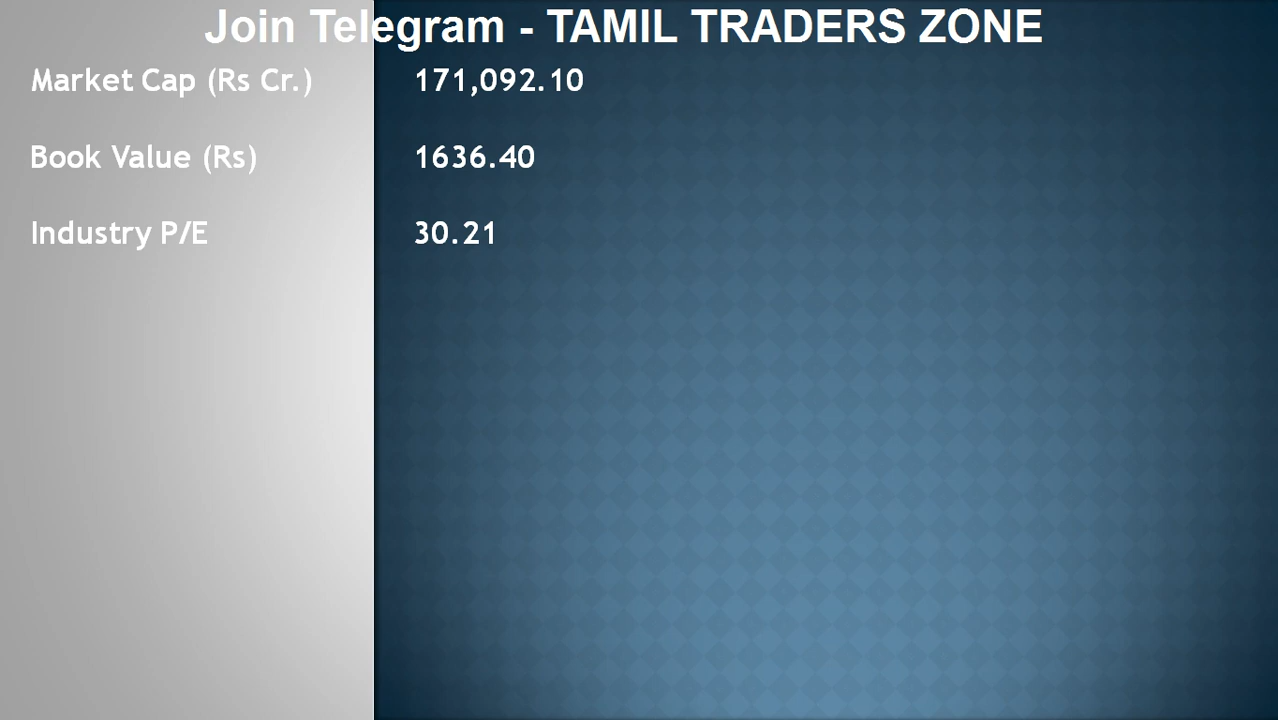 Join Telegram - TAMIL TRADERS ZONE
Market Cap (Rs Cr.) 171,092.10
Book Value (Rs) 1636.40
Industry P/E 30.21